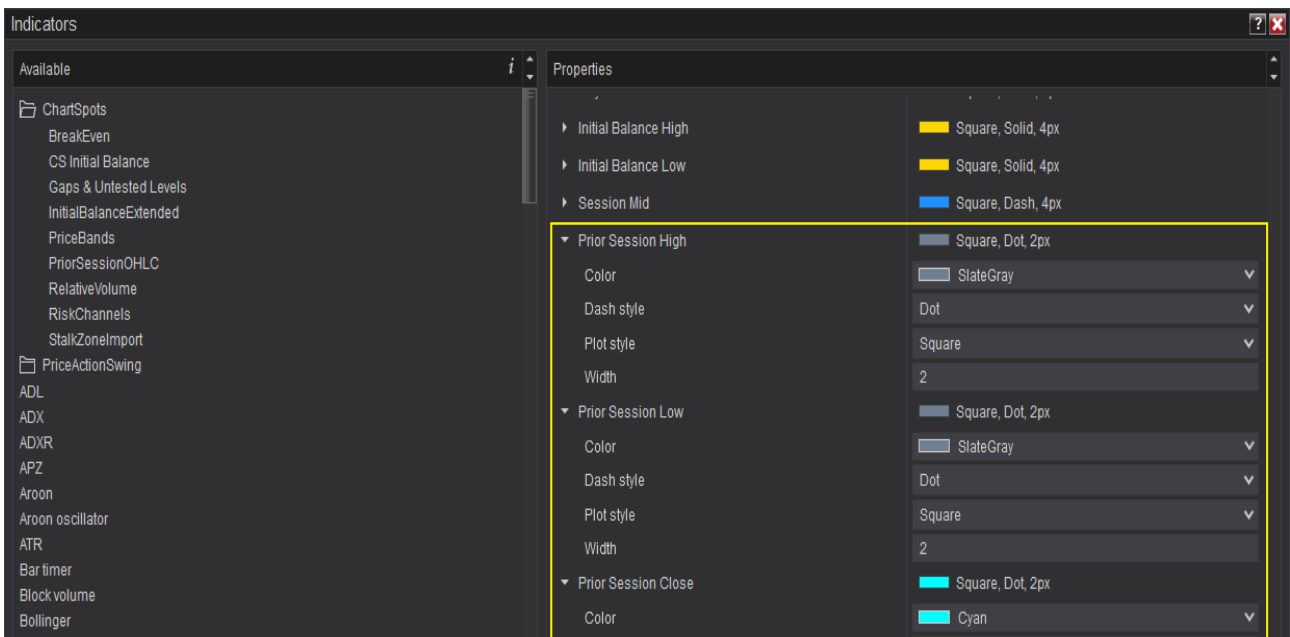 Indicators
?
Available
i
Properties
ChartSpots
BreakEven
CS Initial Balance
Gaps & Untested Levels
InitialBalanceExtended
PriceBands
PriorSessionOHLC
RelativeVolume
RiskChannels
StalkZoneImport
PriceActionSwing
ADL
ADX
ADXR
APZ
Aroon
Aroon oscillator
ATR
Bar timer
Block volume
Bollinger
Initial Balance High Square, Solid, 4px
Initial Balance Low Square, Solid, 4px
Session Mid Square, Dash, 4px
Prior Session High Square, Dot, 2px
Color SlateGray
Dash style Dot
Plot style Square
Width 2
Prior Session Low Square, Dot, 2px
Color SlateGray
Dash style Dot
Plot style Square
Width 2
Prior Session Close Square, Dot, 2px
Color Cyan